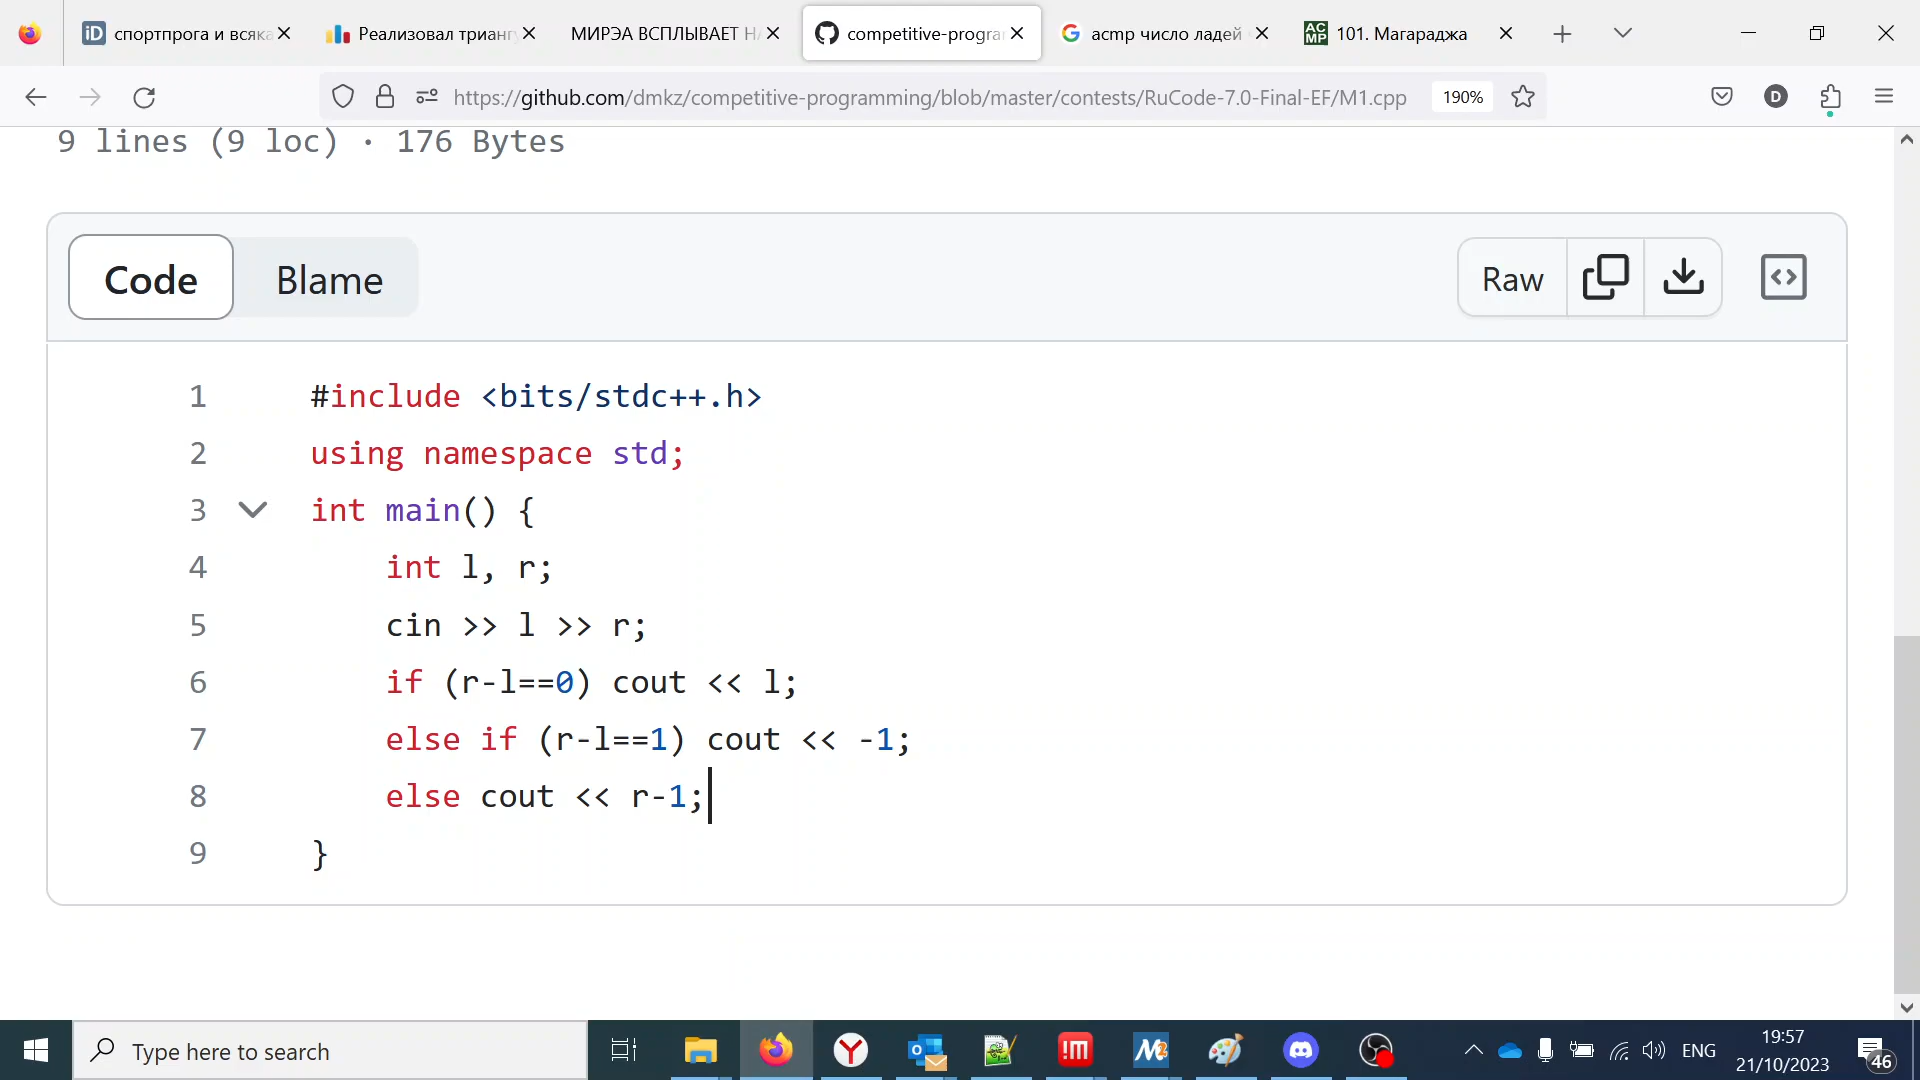 спортпрога и всяка
Реализовал триангу
МИРЭА ВСПЛЫВАЕТ НА
competitive-progra
acmp число ладей
101. Магараджа
https://github.com/dmkz/competitive-programming/blob/master/contests/RuCode-7.0-Final-EF/M1.cpp
190%
D
9 lines (9 loc) · 176 Bytes
Code
Blame
Raw
1 #include <bits/stdc++.h>
2 using namespace std;
3 int main() {
4 int l, r;
5 cin >> l >> r;
6 if (r-l==0) cout << l;
7 else if (r-l==1) cout << -1;
8 else cout << r-1;
9 }
Type here to search
ENG
19:57
21/10/2023
46